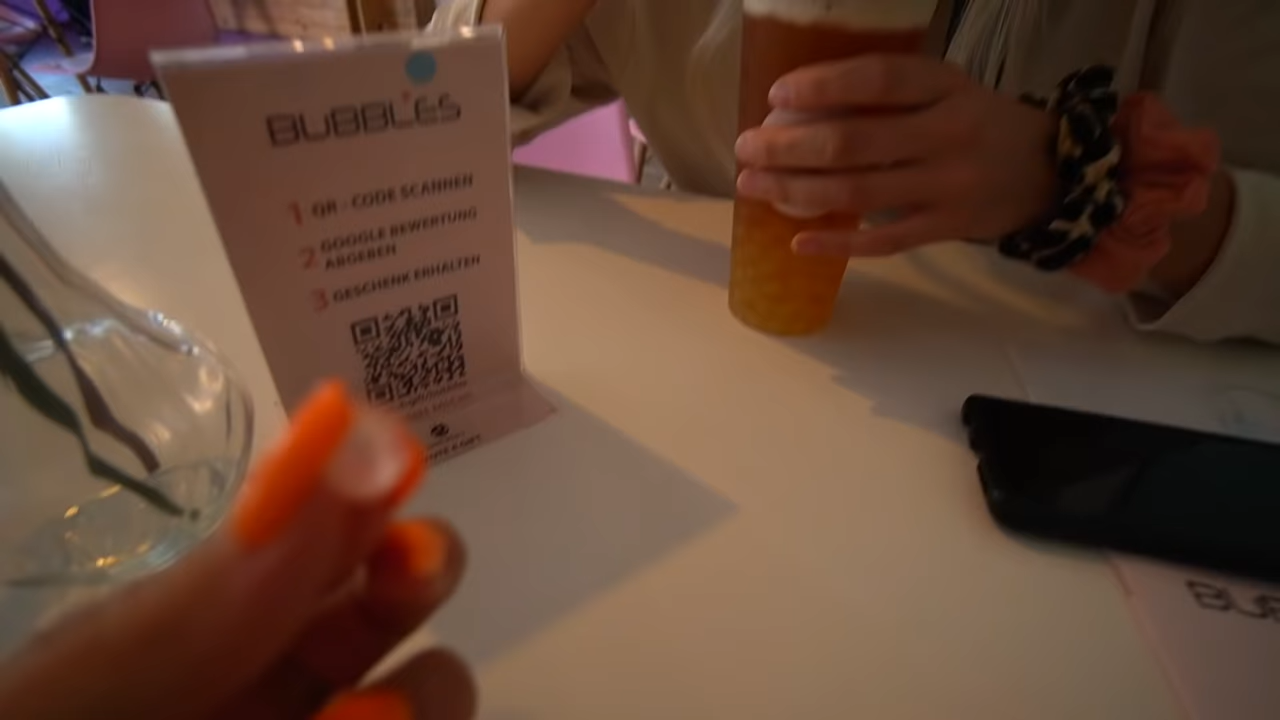 BUBBLES
1 QR - CODE SCANNEN
2 GOOGLE BEWERTUNG
ABGEBEN
3 GESCHENK ERHALTEN